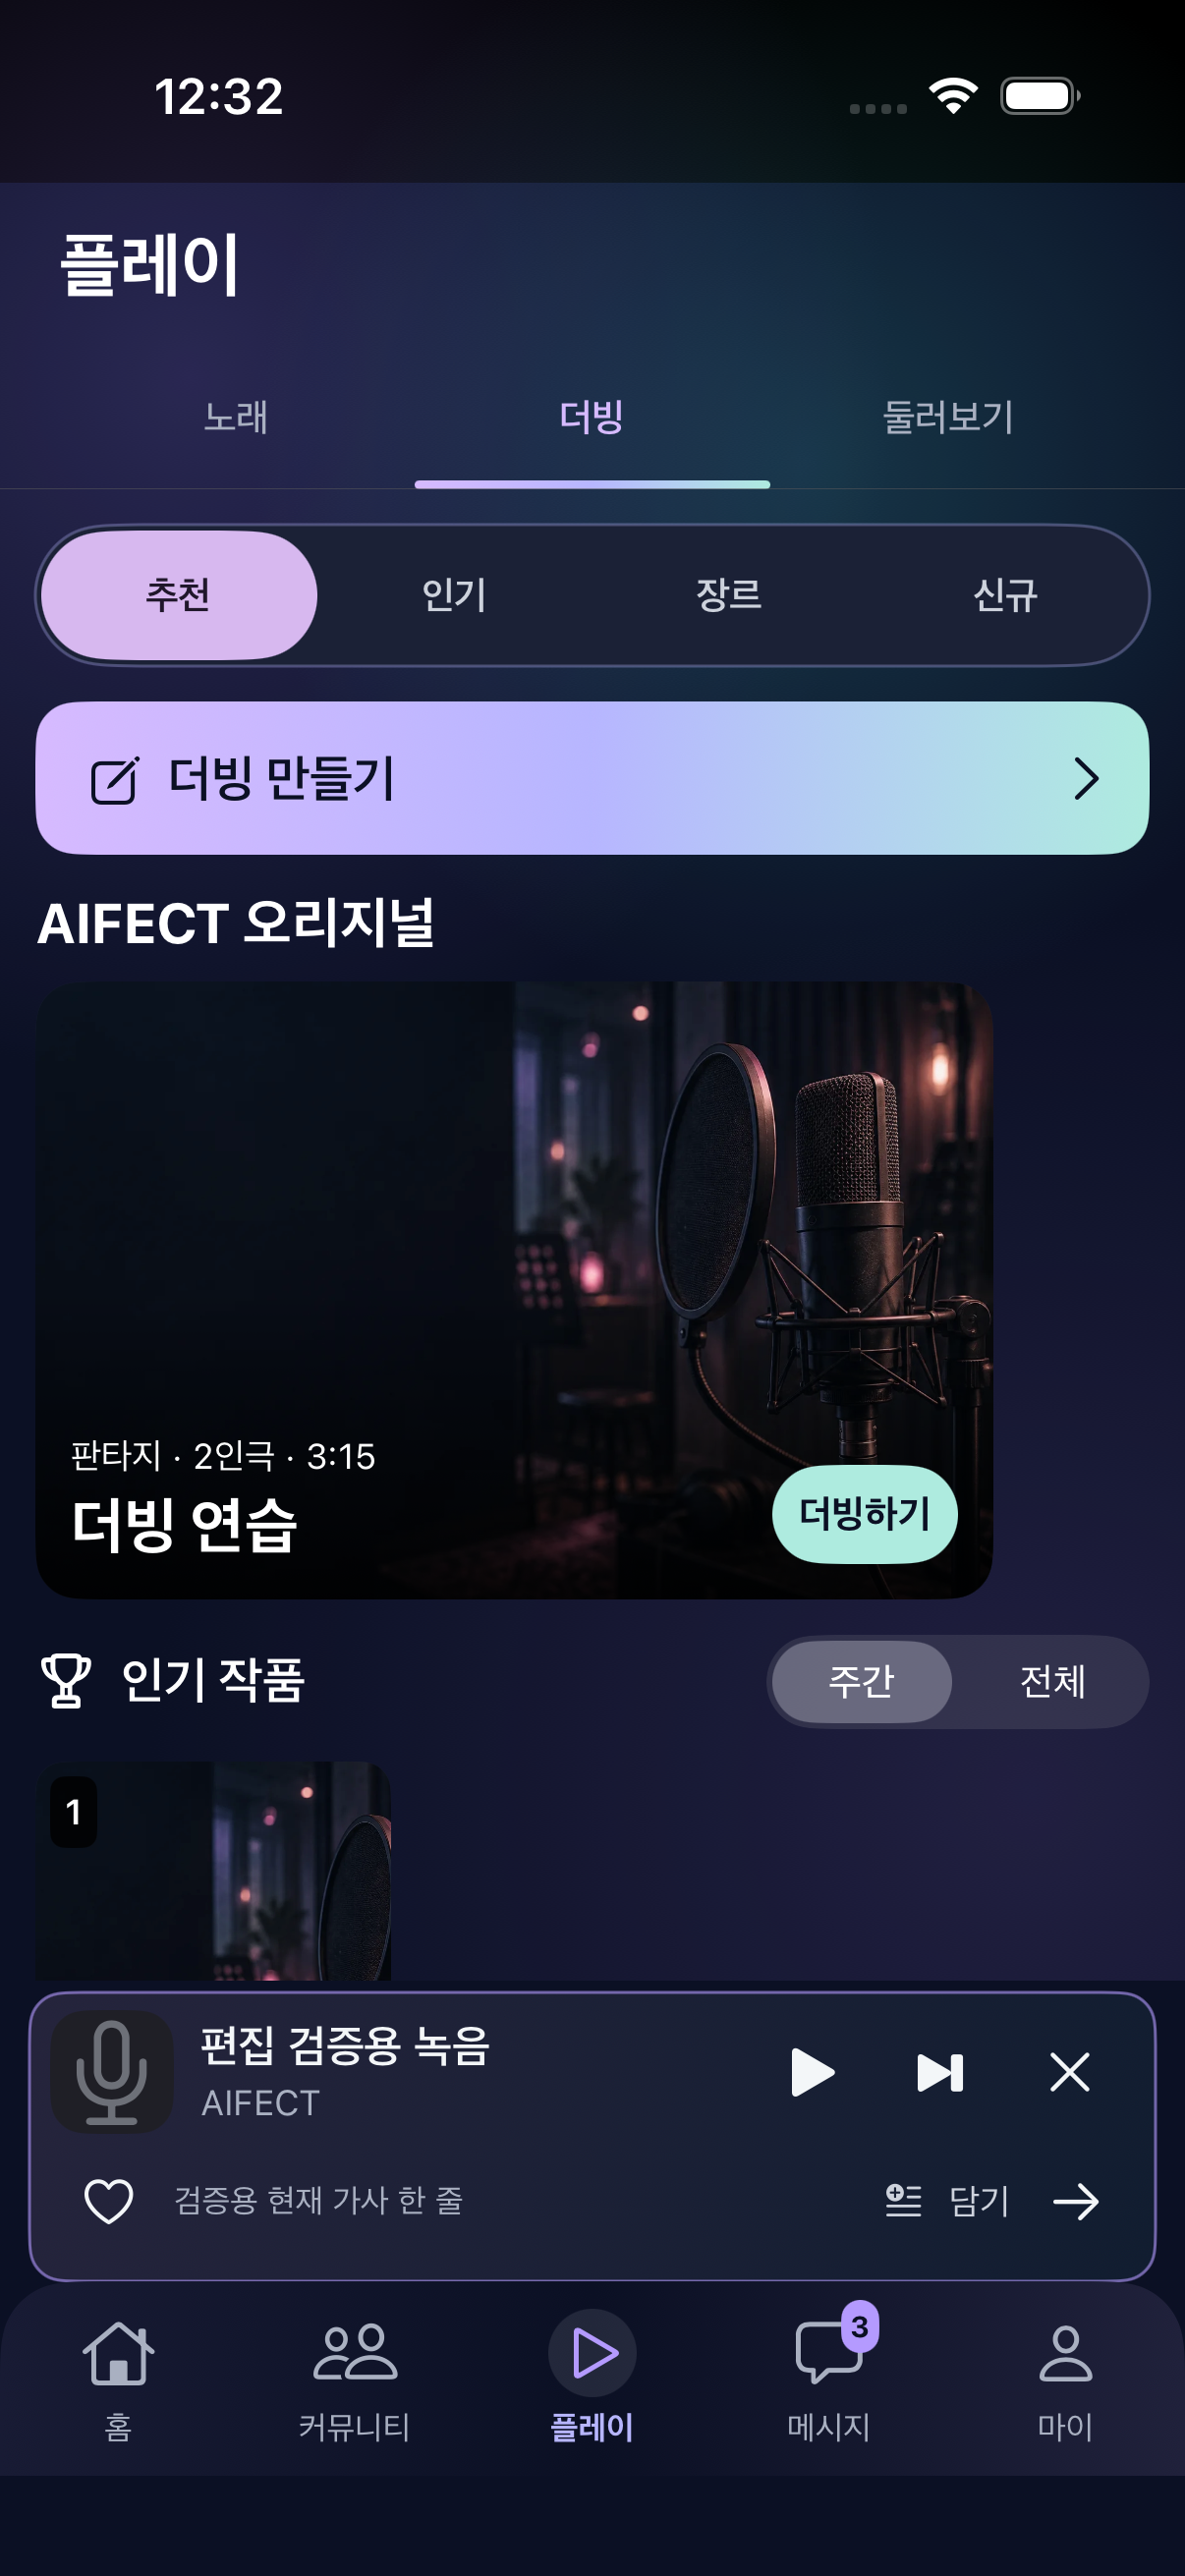 12:32
플레이
노래 더빙 둘러보기
추천 인기 장르 신규
더빙 만들기
AIFECT 오리지널
판타지 · 2인극 · 3:15
더빙 연습
더빙하기
인기 작품
주간 전체
1
편집 검증용 녹음
AIFECT
검증용 현재 가사 한 줄
담기
3
홈 커뮤니티 플레이 메시지 마이